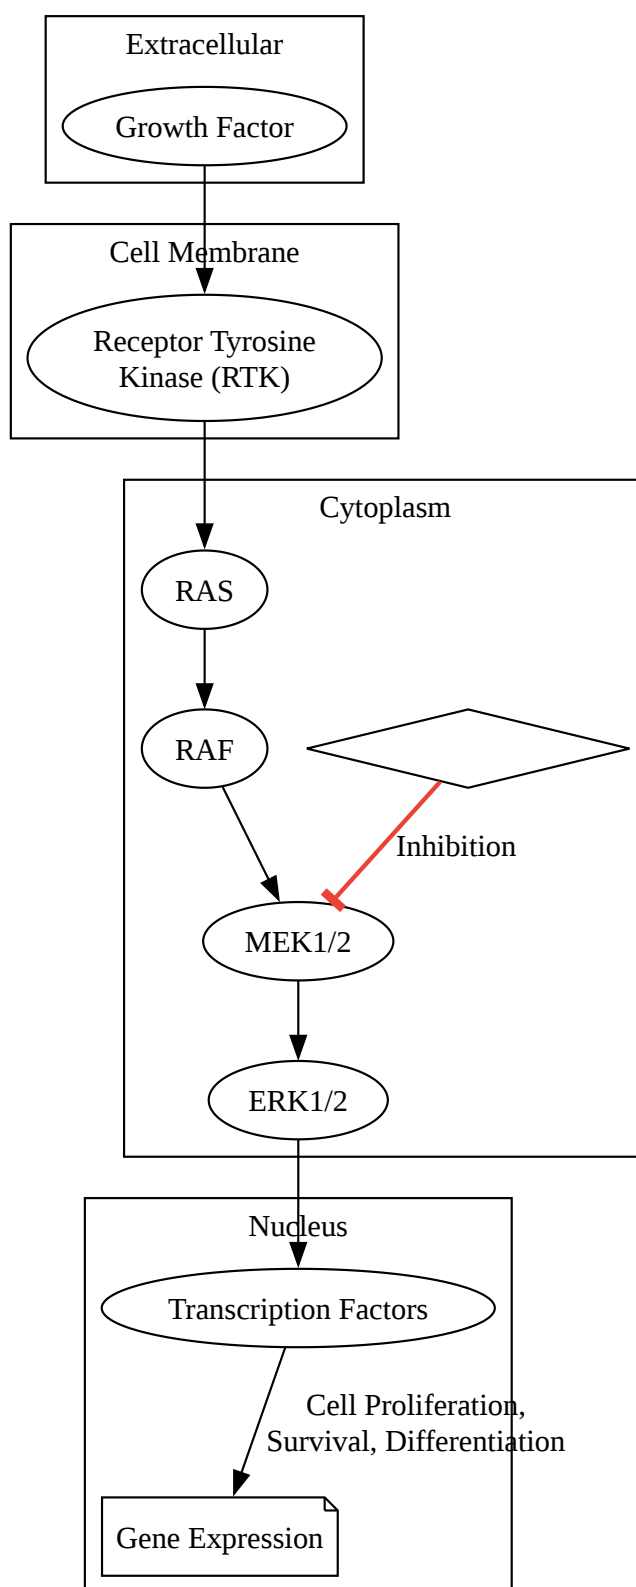 Extracellular
Growth Factor
Cell Membrane
Receptor Tyrosine
Kinase (RTK)
Cytoplasm
RAS
RAF
Inhibition
MEK1/2
ERK1/2
Nucleus
Transcription Factors
Cell Proliferation,
Survival, Differentiation
Gene Expression